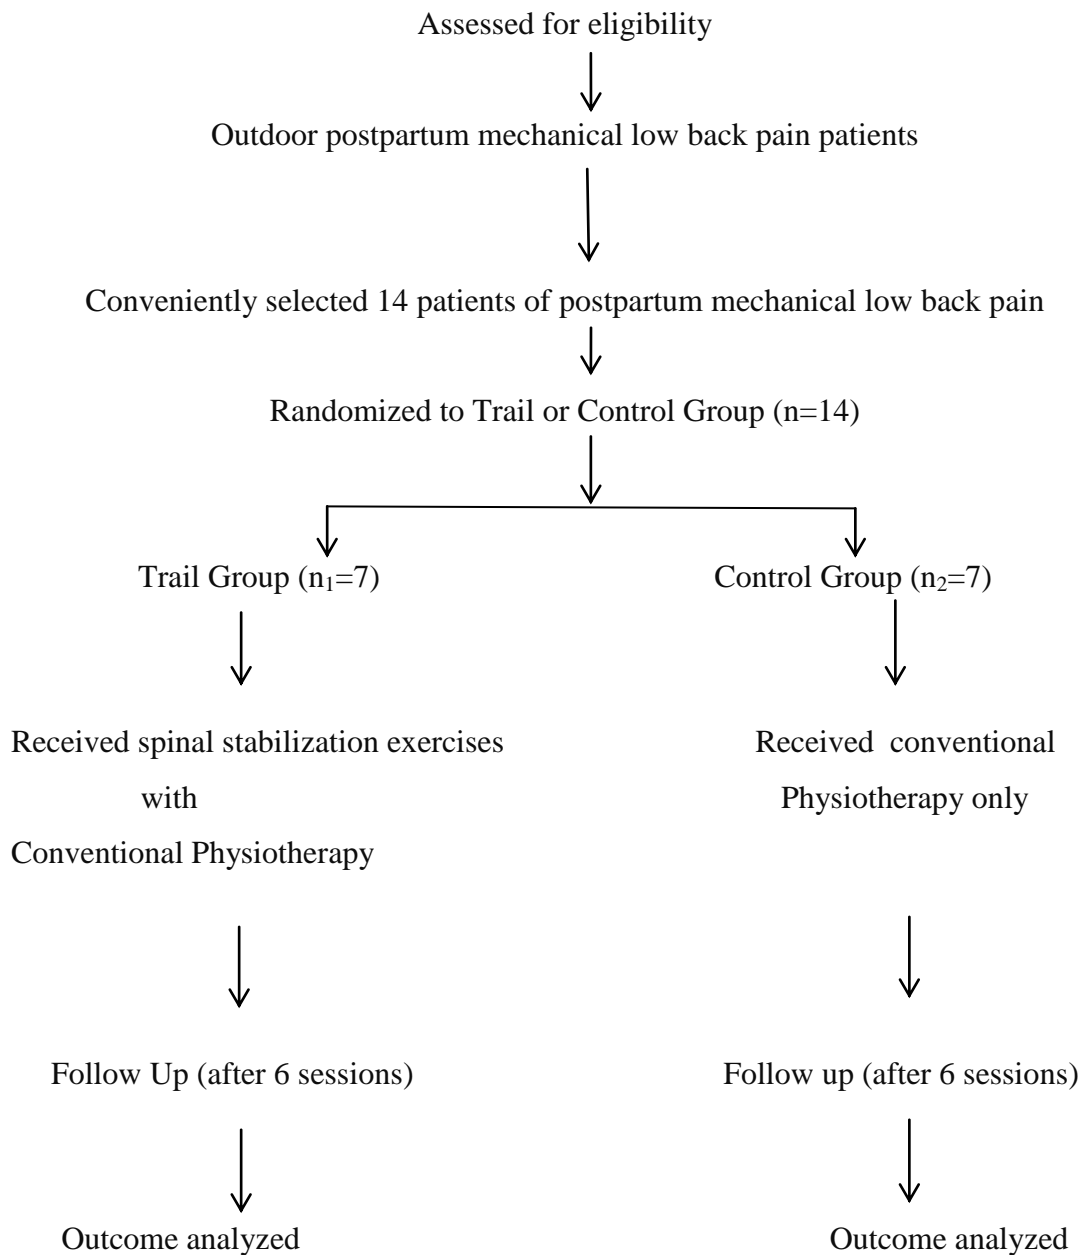 Assessed for eligibility
Outdoor postpartum mechanical low back pain patients
Conveniently selected 14 patients of postpartum mechanical low back pain
Randomized to Trail or Control Group (n=14)
Trail Group (n₁=7)
Control Group (n₂=7)
Received spinal stabilization exercises
with
Conventional Physiotherapy
Received conventional
Physiotherapy only
Follow Up (after 6 sessions)
Follow up (after 6 sessions)
Outcome analyzed
Outcome analyzed